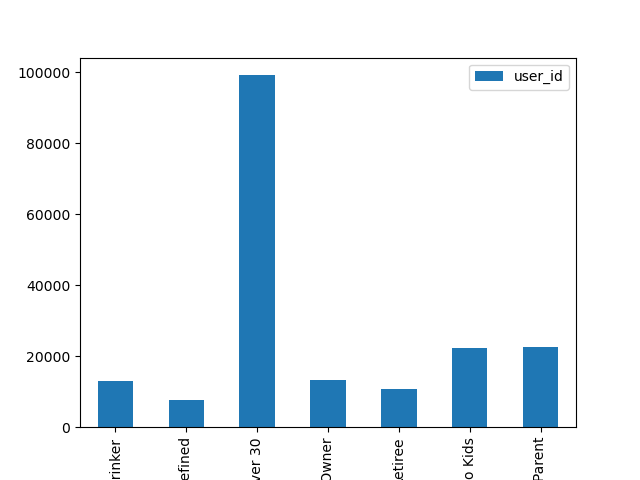 100000
80000
60000
40000
20000
0
user_id
rinker
efined
ver 30
Owner
etiree
o Kids
Parent